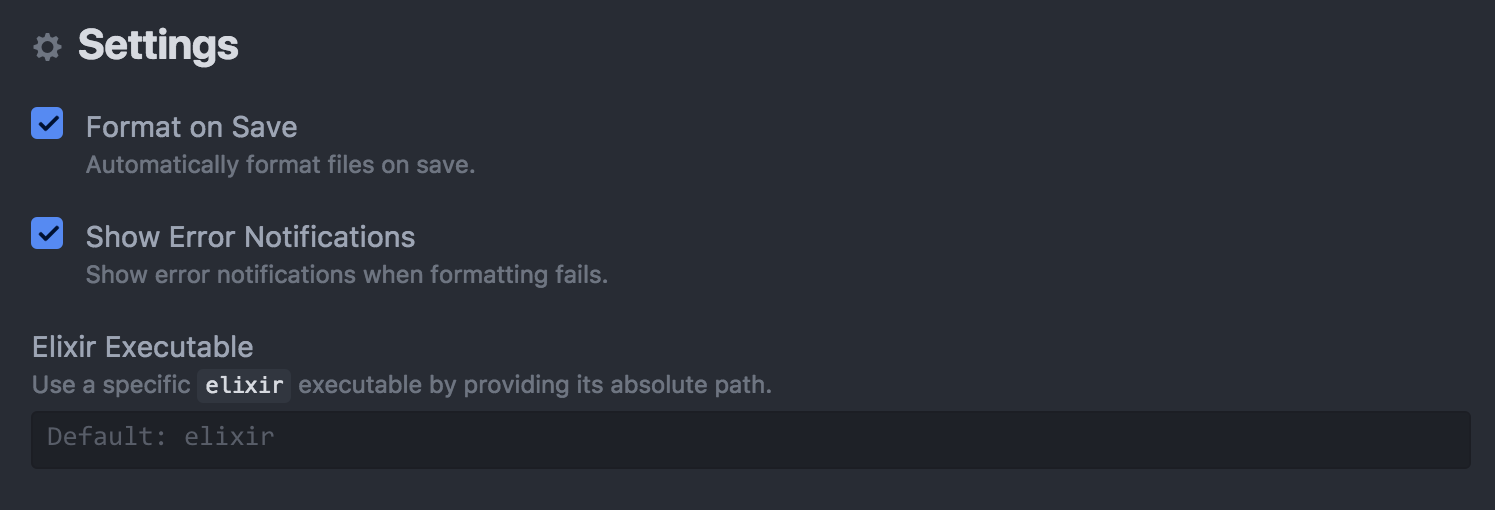 Settings
Format on Save
Automatically format files on save.
Show Error Notifications
Show error notifications when formatting fails.
Elixir Executable
Use a specific elixir executable by providing its absolute path.
Default: elixir